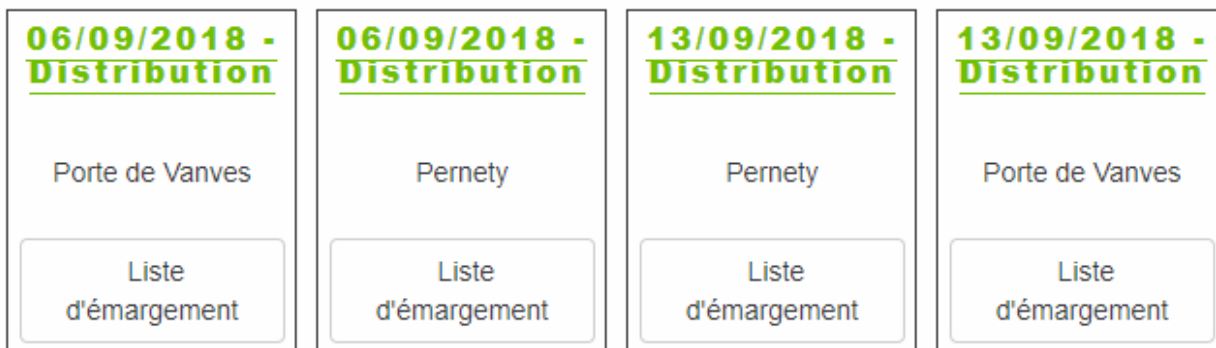 06/09/2018 -
Distribution
Porte de Vanves
Liste
d'émargement
06/09/2018 -
Distribution
Pernety
Liste
d'émargement
13/09/2018 -
Distribution
Pernety
Liste
d'émargement
13/09/2018 -
Distribution
Porte de Vanves
Liste
d'émargement